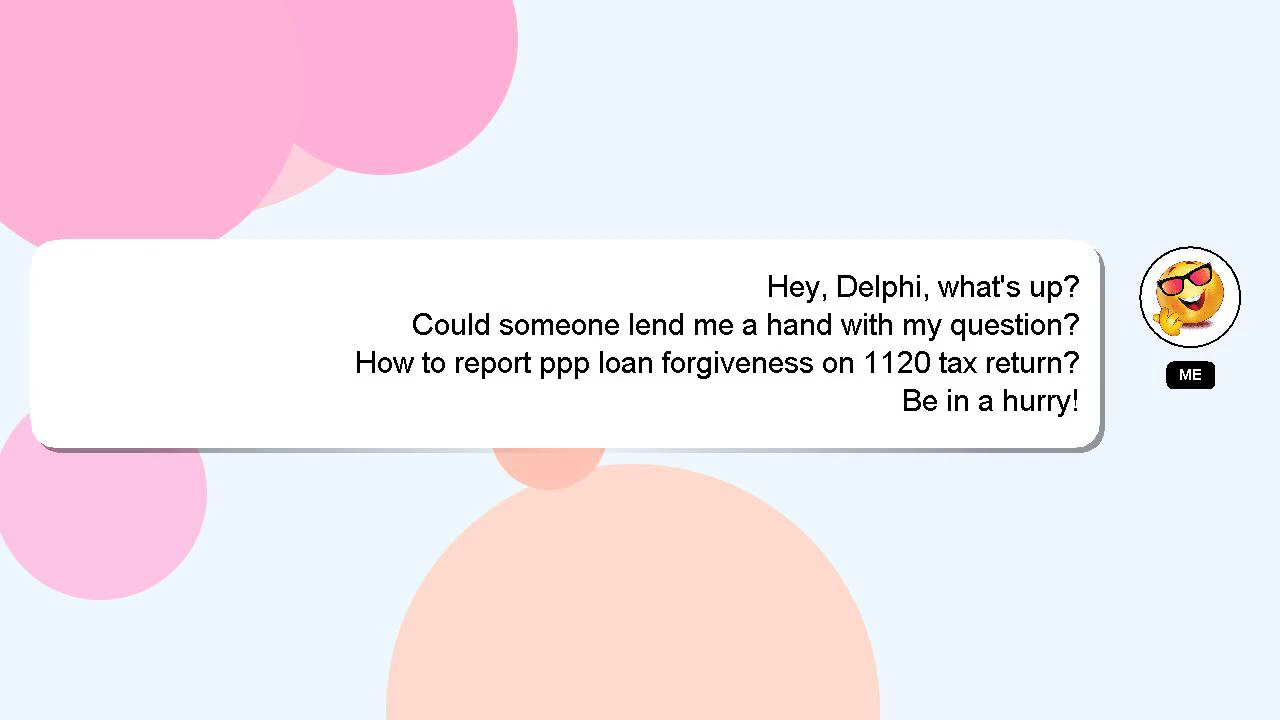 Hey, Delphi, what's up?
Could someone lend me a hand with my question?
How to report ppp loan forgiveness on 1120 tax return?
Be in a hurry!
ME